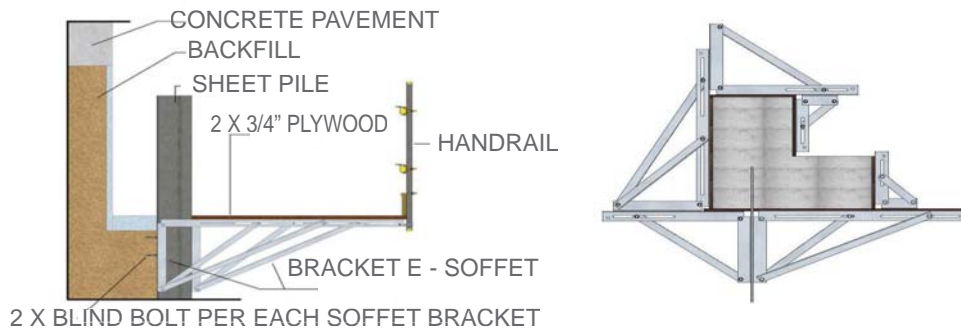 CONCRETE PAVEMENT
BACKFILL
SHEET PILE
2 X 3/4" PLYWOOD
HANDRAIL
BRACKET E - SOFFET
2 X BLIND BOLT PER EACH SOFFET BRACKET